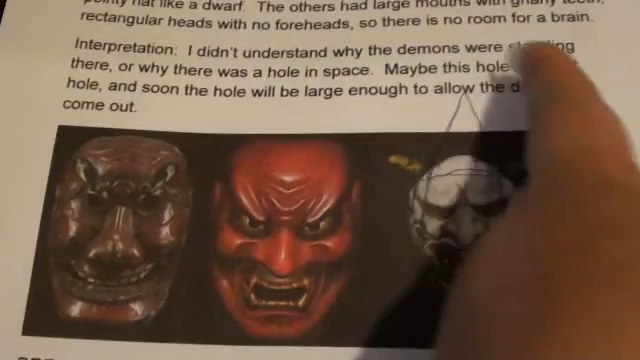 pointy hat like a dwarf. The others had large mouths with gnarly teeth,
rectangular heads with no foreheads, so there is no room for a brain.
Interpretation: I didn't understand why the demons were standing
there, or why there was a hole in space. Maybe this hole
hole, and soon the hole will be large enough to allow the
come out.